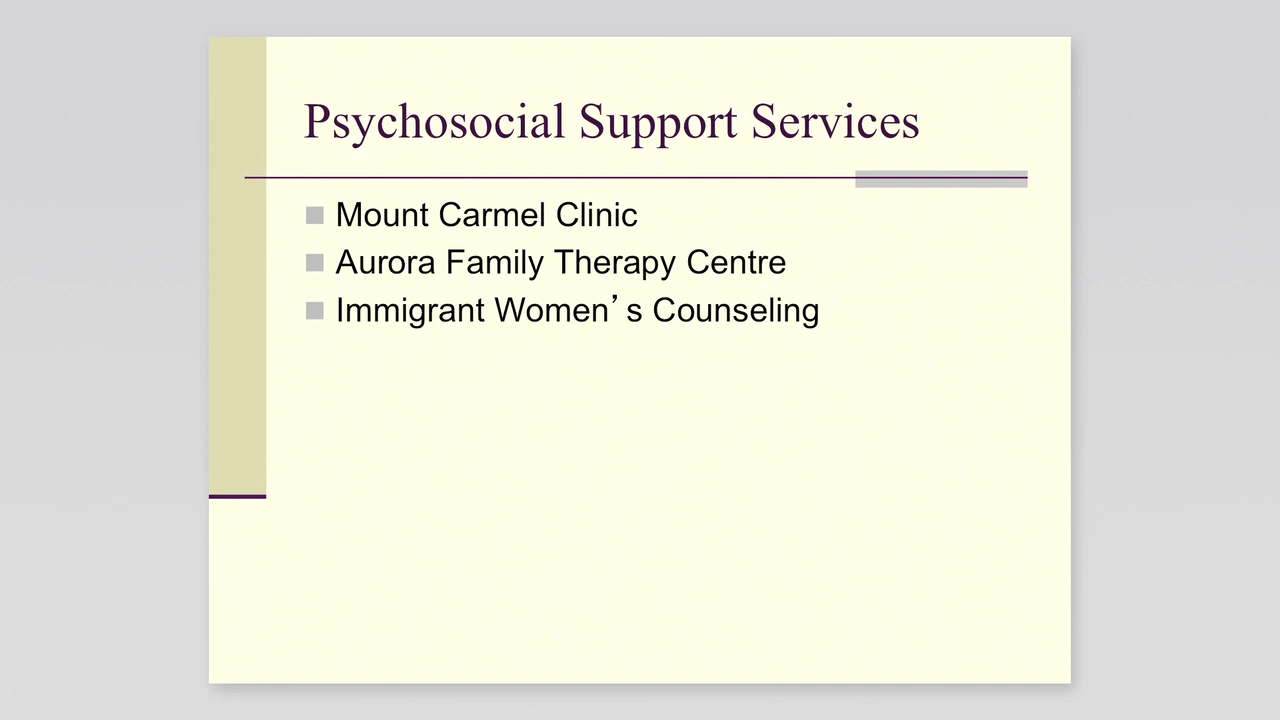 Psychosocial Support Services
Mount Carmel Clinic
Aurora Family Therapy Centre
Immigrant Women’s Counseling